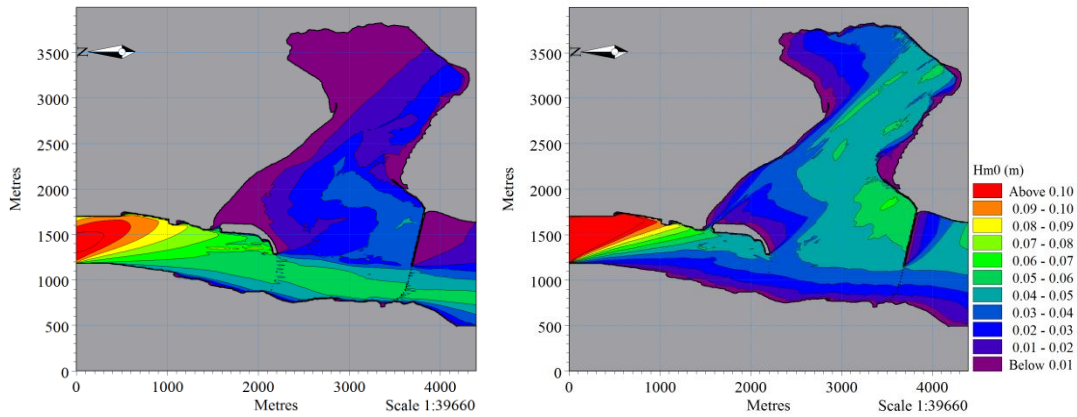 3500
3000
2500
2000
1500
1000
500
0
Metres
N
0 1000 2000 3000 4000
Metres Scale 1:39660
3500
3000
2500
2000
1500
1000
500
0
Metres
N
0 1000 2000 3000 4000
Metres Scale 1:39660
Hm0 (m)
Above 0.10
0.09 - 0.10
0.08 - 0.09
0.07 - 0.08
0.06 - 0.07
0.05 - 0.06
0.04 - 0.05
0.03 - 0.04
0.02 - 0.03
0.01 - 0.02
Below 0.01